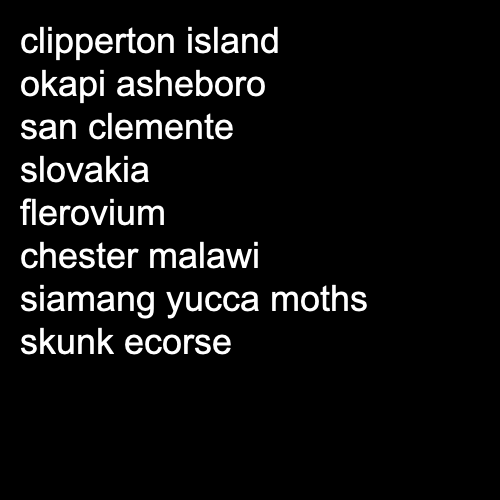 clipperton island
okapi asheboro
san clemente
slovakia
flerovium
chester malawi
siamang yucca moths
skunk ecorse